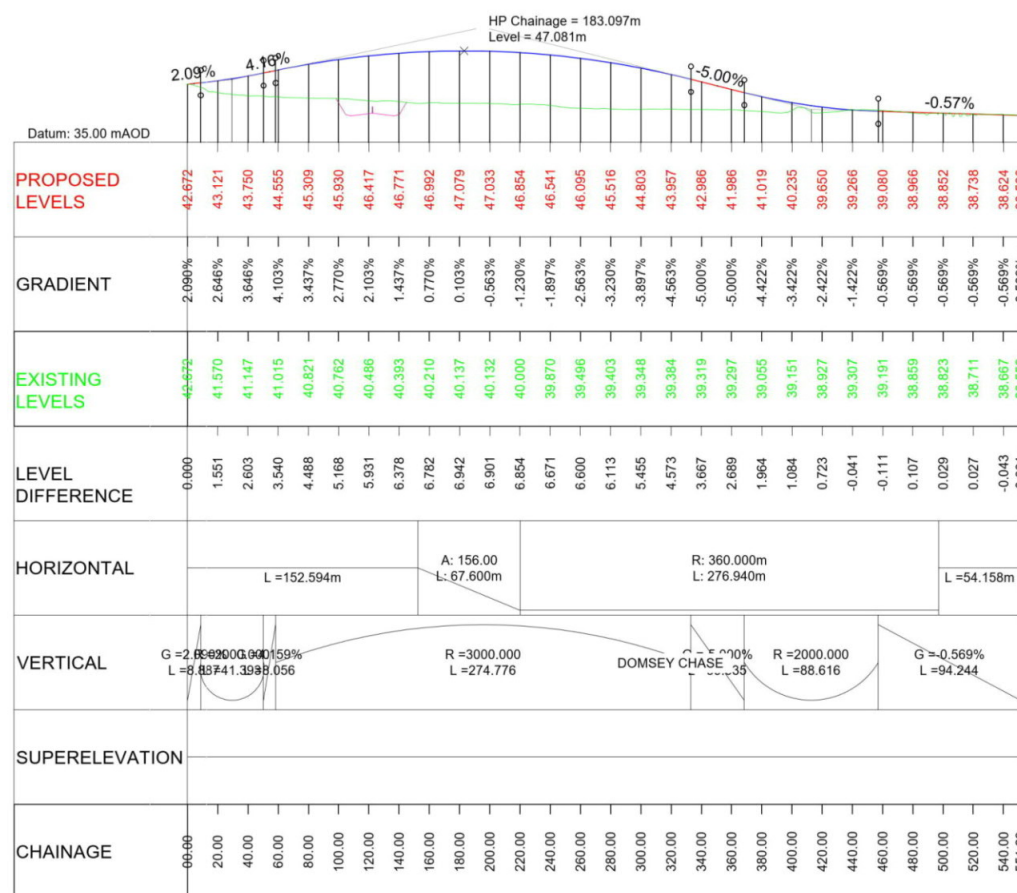 HP Chainage = 183.097m
Level = 47.081m
2.09%
4.16%
-5.00%
-0.57%
Datum: 35.00 mAOD
PROPOSED
LEVELS
42.672 43.121 43.750 44.555 45.309 45.930 46.417 46.771 46.992 47.079 47.033 46.854 46.541 46.095 45.516 44.803 43.957 42.986 41.986 41.019 40.235 39.650 39.266 39.080 38.966 38.852 38.738 38.624
GRADIENT
2.090% 2.646% 3.646% 4.103% 3.437% 2.770% 2.103% 1.437% 0.770% 0.103% -0.563% -1.230% -1.897% -2.563% -3.230% -3.897% -4.563% -5.000% -5.000% -4.422% -3.422% -2.422% -1.422% -0.569% -0.569% -0.569% -0.569% -0.569%
EXISTING
LEVELS
42.672 41.570 41.147 41.015 40.821 40.762 40.486 40.393 40.210 40.137 40.132 40.000 39.870 39.496 39.403 39.348 39.384 39.319 39.297 39.055 39.151 38.927 39.307 39.191 38.859 38.823 38.711 38.667
LEVEL
DIFFERENCE
0.000 1.551 2.603 3.540 4.488 5.168 5.931 6.378 6.782 6.942 6.901 6.854 6.671 6.600 6.113 5.455 4.573 3.667 2.689 1.964 1.084 0.723 -0.041 -0.111 0.107 0.029 0.027 -0.043
HORIZONTAL
L =152.594m
A: 156.00
L: 67.600m
R: 360.000m
L: 276.940m
L =54.158m
VERTICAL
R =3000.000
L =274.776
DOMSEY CHASE
R =2000.000
L =88.616
G =-0.569%
L =94.244
SUPERELEVATION
CHAINAGE
00.00 20.00 40.00 60.00 80.00 100.00 120.00 140.00 160.00 180.00 200.00 220.00 240.00 260.00 280.00 300.00 320.00 340.00 360.00 380.00 400.00 420.00 440.00 460.00 480.00 500.00 520.00 540.00